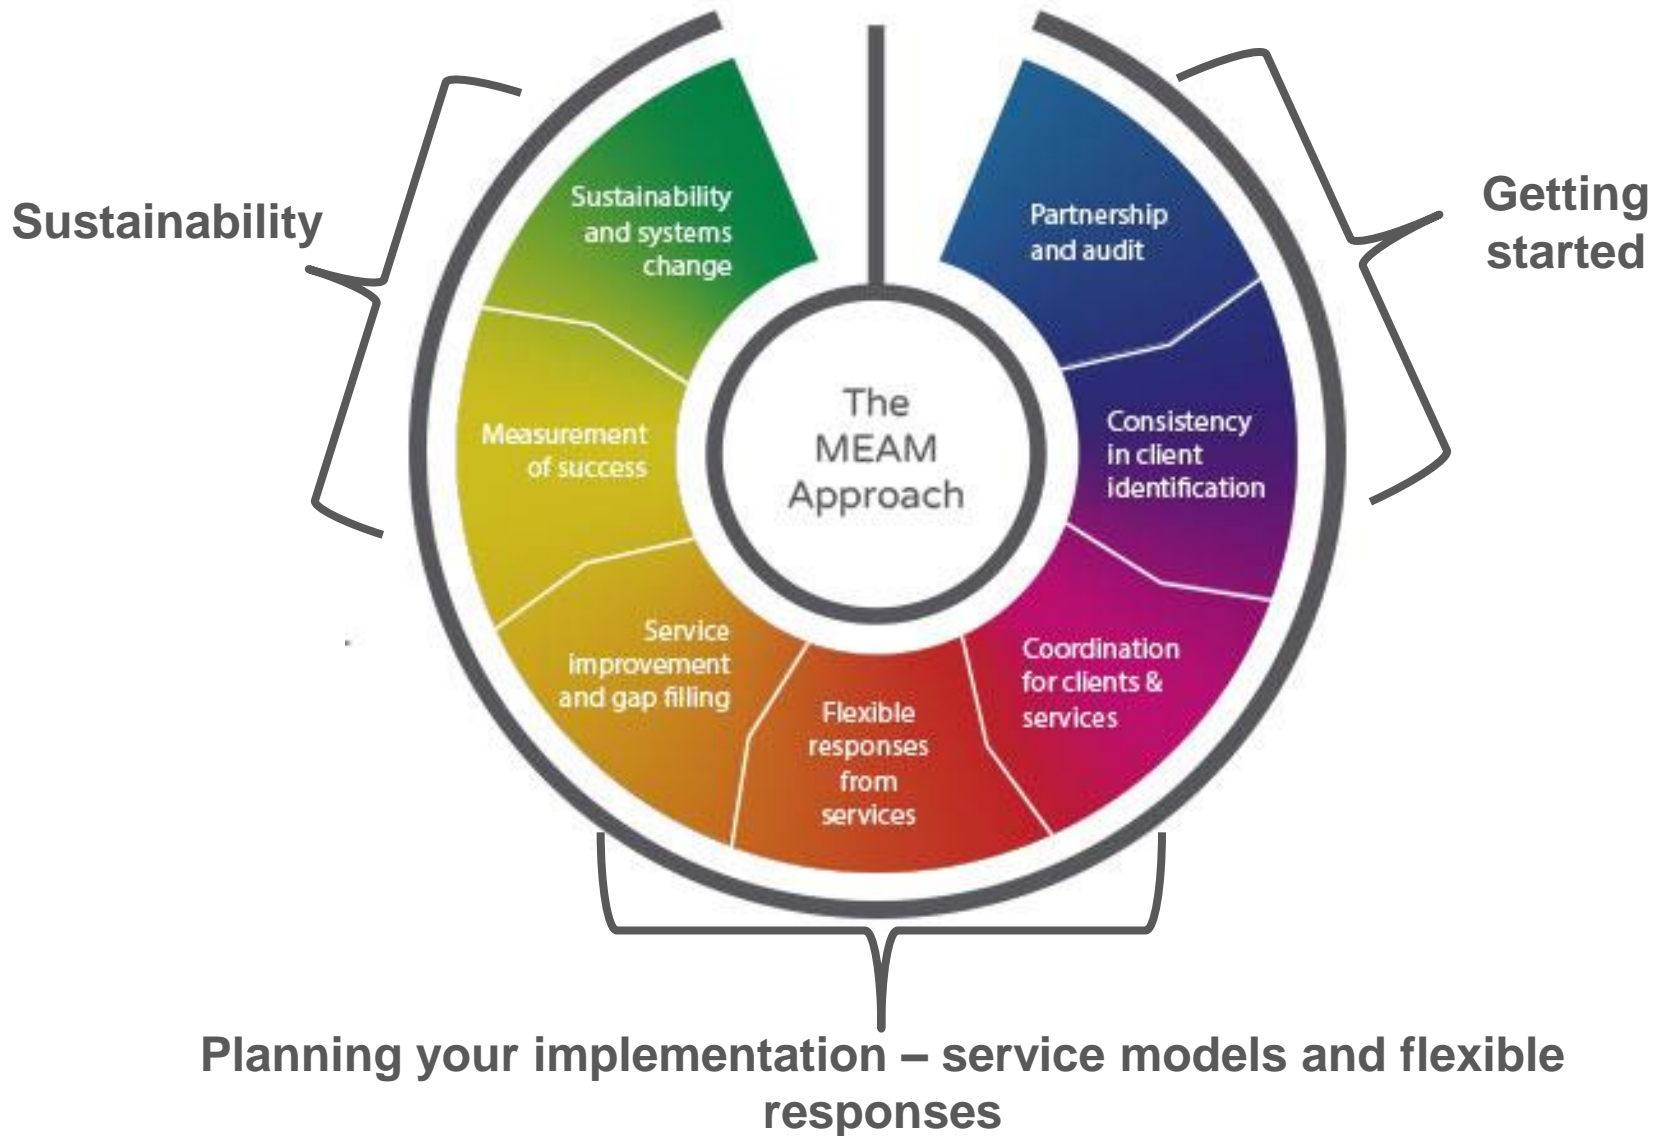 Sustainability
Getting
started
The
MEAM
Approach
Partnership
and audit
Consistency
in client
identification
Coordination
for clients &
services
Flexible
responses
from
services
Service
improvement
and gap filling
Measurement
of success
Sustainability
and systems
change
Planning your implementation – service models and flexible
responses